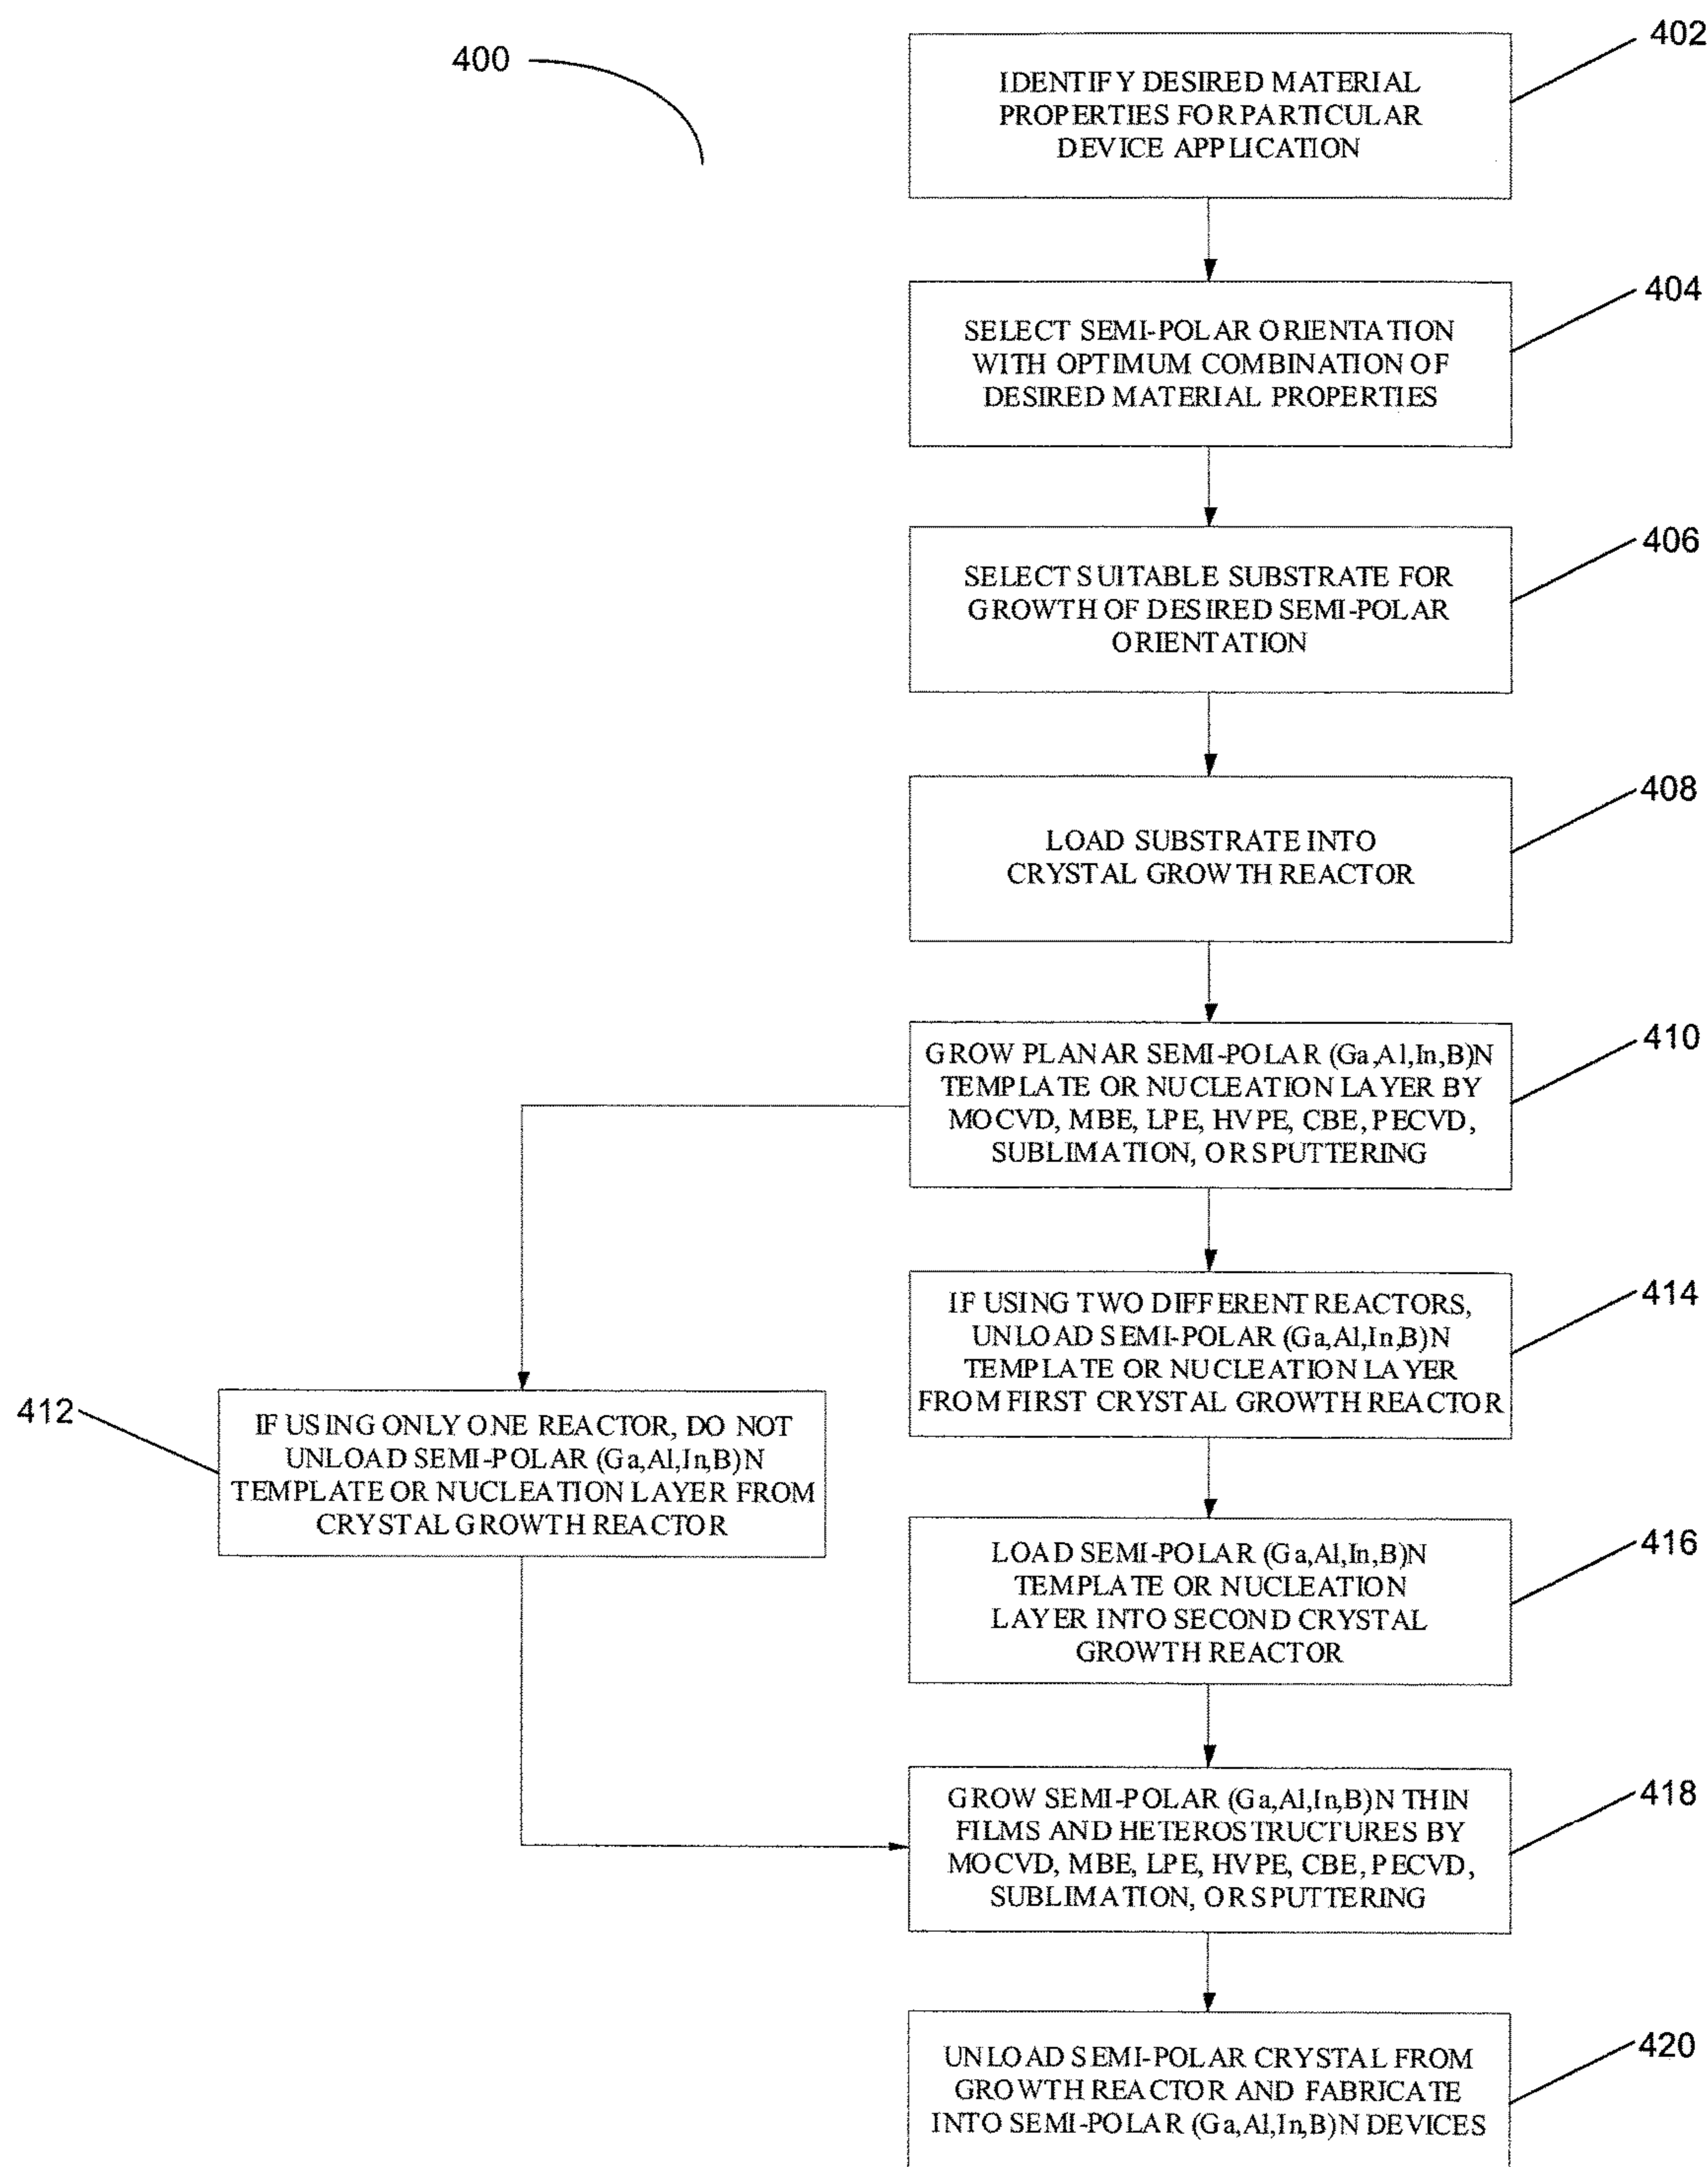 400
402
IDENTIFY DESIRED MATERIAL
PROPERTIES FOR PARTICULAR
DEVICE APPLICATION
404
SELECT SEMI-POLAR ORIENTATION
WITH OPTIMUM COMBINATION OF
DESIRED MATERIAL PROPERTIES
406
SELECT SUITABLE SUBSTRATE FOR
GROWTH OF DESIRED SEMI-POLAR
ORIENTATION
408
LOAD SUBSTRATE INTO
CRYSTAL GROWTH REACTOR
410
GROW PLANAR SEMI-POLAR (Ga,Al,In,B)N
TEMPLATE OR NUCLEATION LAYER BY
MOCVD, MBE, LPE, HVPE, CBE, PECVD,
SUBLIMATION, OR SPUTTERING
414
IF USING TWO DIFFERENT REACTORS,
UNLOAD SEMI-POLAR (Ga,Al,In,B)N
TEMPLATE OR NUCLEATION LAYER
FROM FIRST CRYSTAL GROWTH REACTOR
412
IF USING ONLY ONE REACTOR, DO NOT
UNLOAD SEMI-POLAR (Ga,Al,In,B)N
TEMPLATE OR NUCLEATION LAYER FROM
CRYSTAL GROWTH REACTOR
416
LOAD SEMI-POLAR (Ga,Al,In,B)N
TEMPLATE OR NUCLEATION
LAYER INTO SECOND CRYSTAL
GROWTH REACTOR
418
GROW SEMI-POLAR (Ga,Al,In,B)N THIN
FILMS AND HETEROSTRUCTURES BY
MOCVD, MBE, LPE, HVPE, CBE, PECVD,
SUBLIMATION, OR SPUTTERING
420
UNLOAD SEMI-POLAR CRYSTAL FROM
GROWTH REACTOR AND FABRICATE
INTO SEMI-POLAR (Ga,Al,In,B)N DEVICES